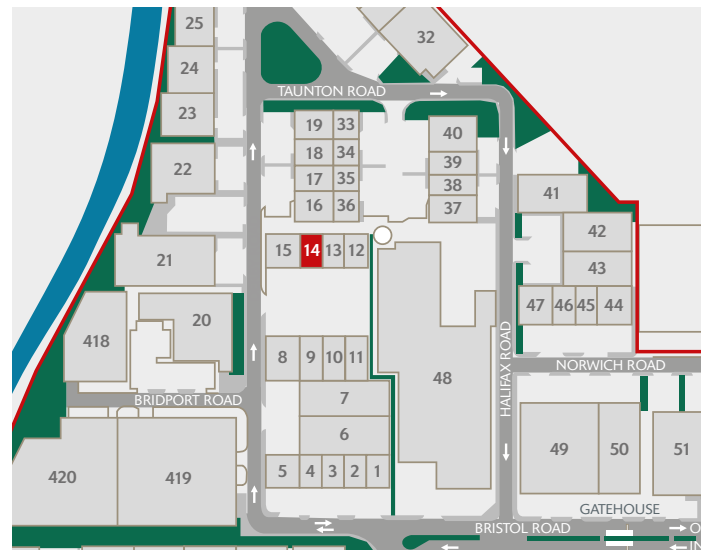 25
32
24
TAUNTON ROAD
23
19 33
40
18 34
39
22
17 35
38
41
16 36
37
42
21
15 14 13 12
43
47 46 45 44
20
418
8 9 10 11
HALIFAX ROAD
NORWICH ROAD
48
BRIDPORT ROAD
7
6
49 50 51
420 419
5 4 3 2 1
GATEHOUSE
BRISTOL ROAD
O
IN